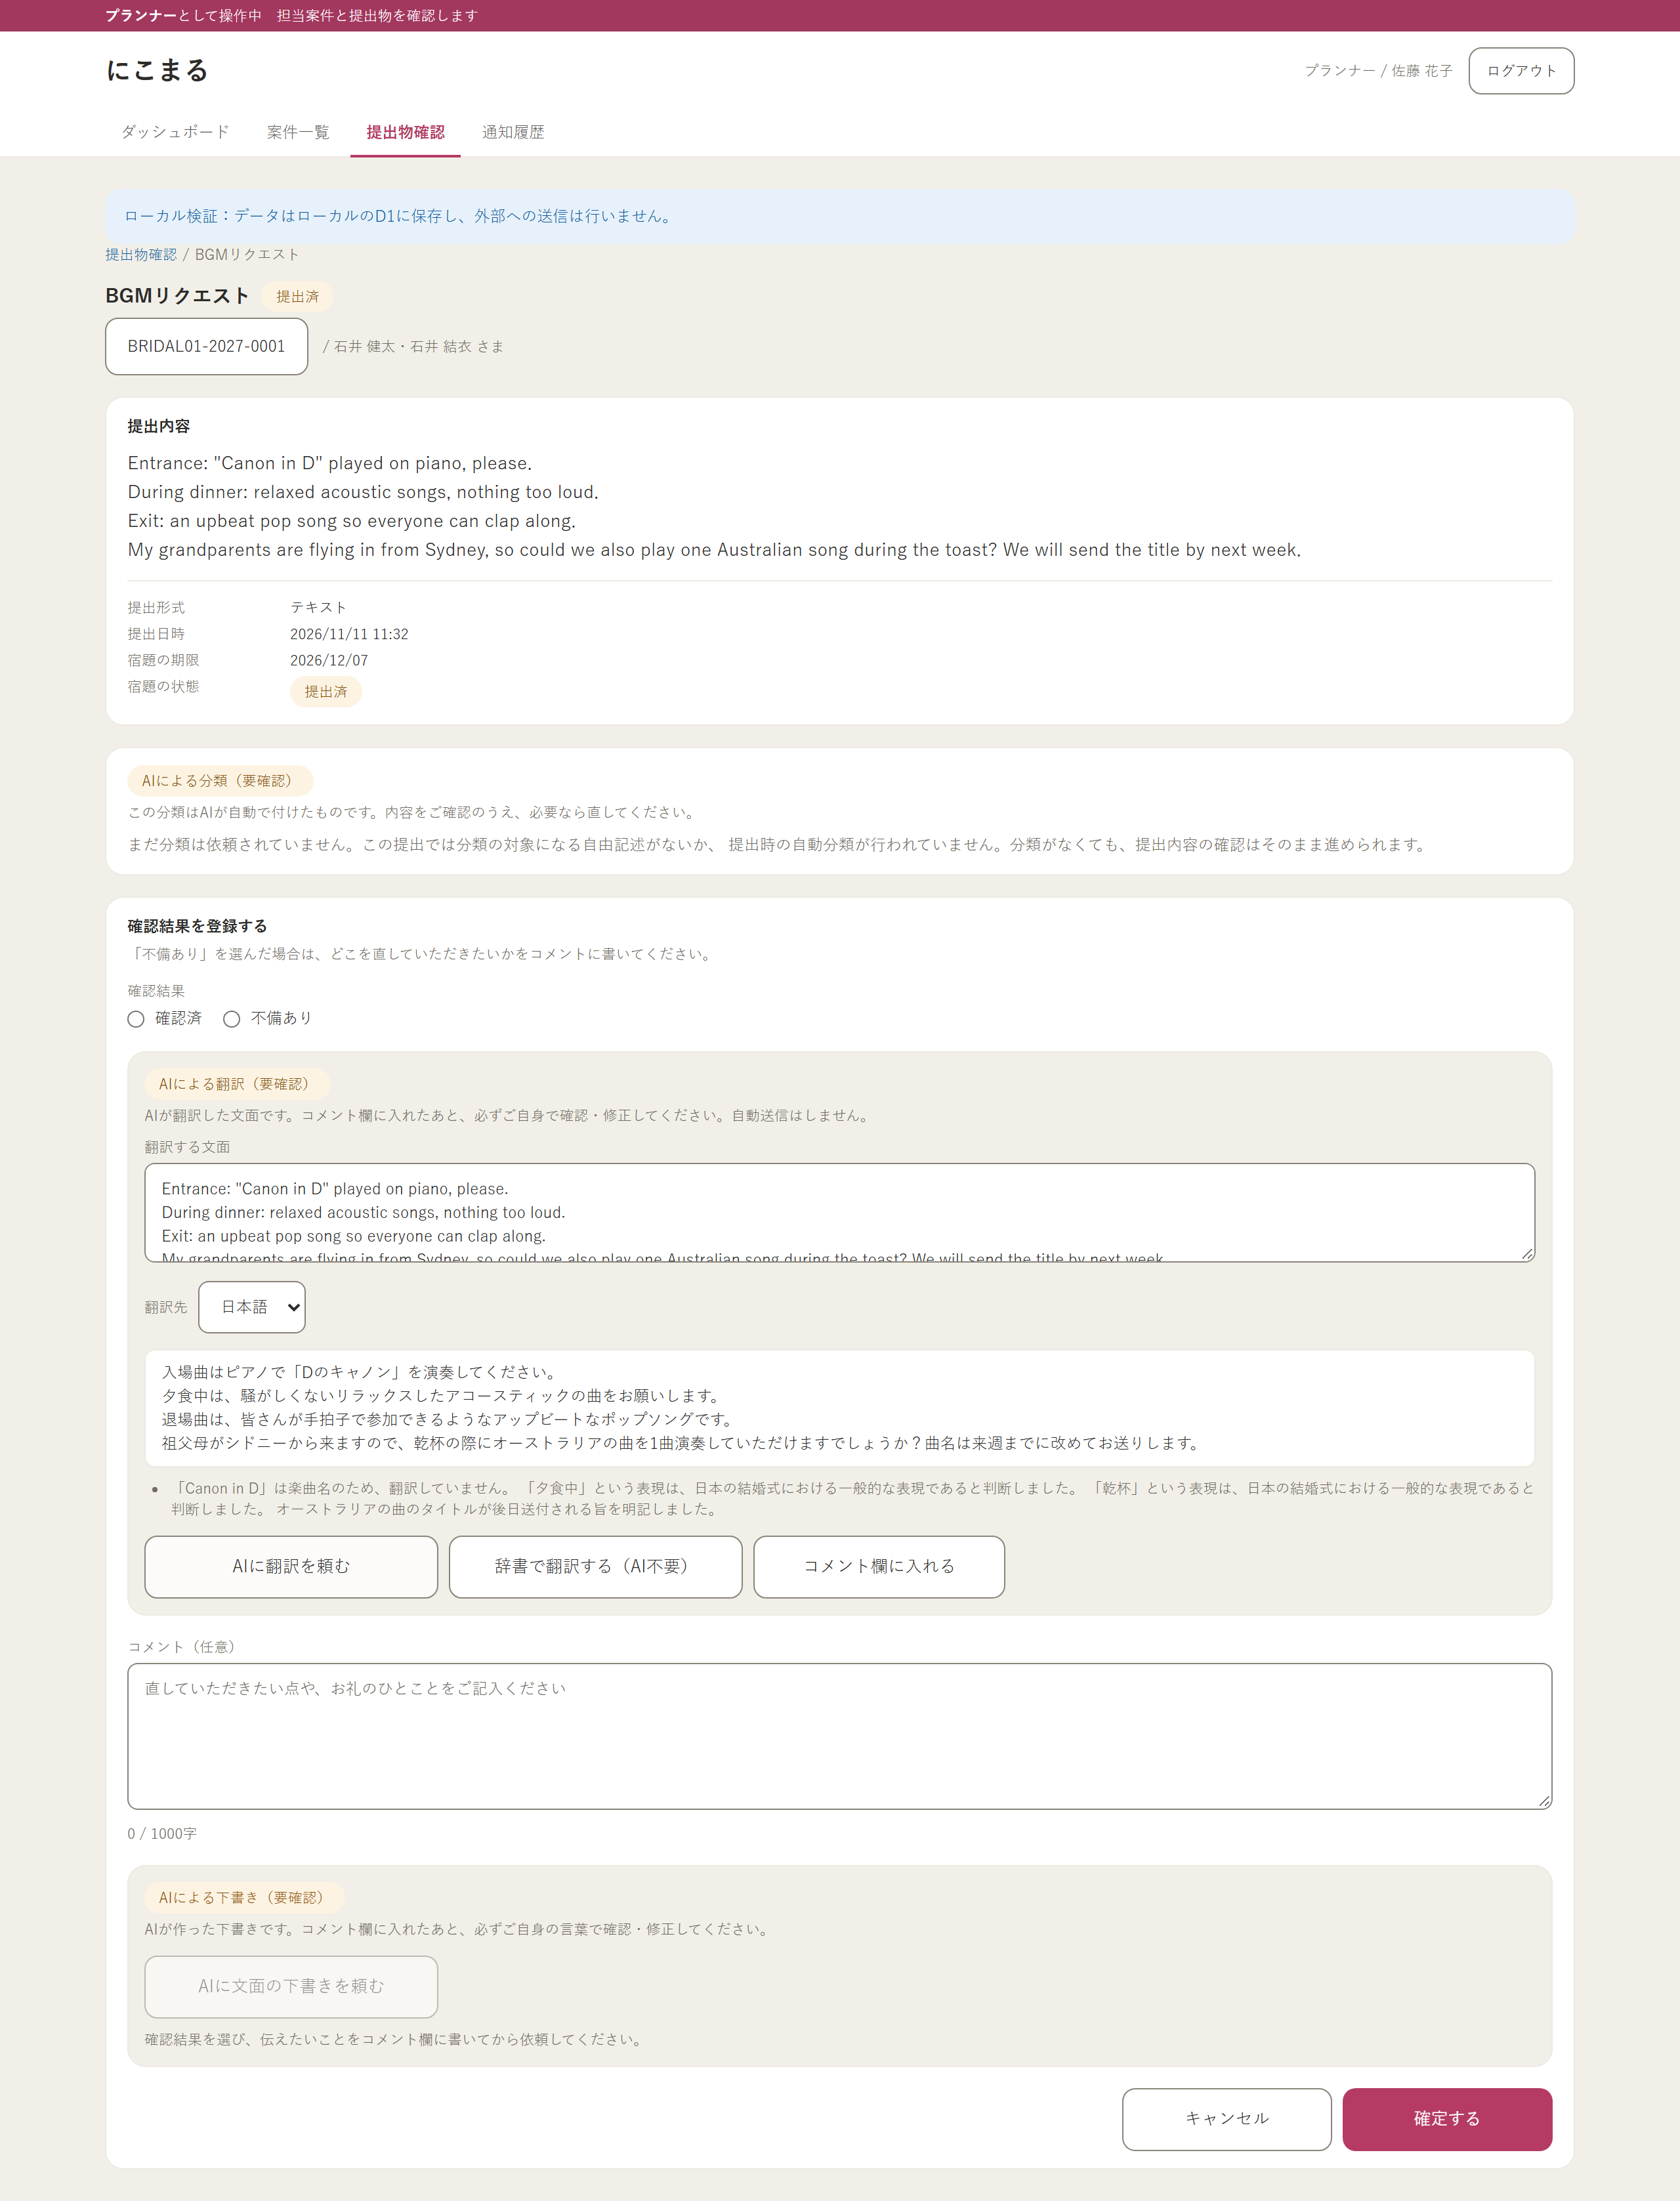 プランナーとして操作中　担当案件と提出物を確認します
にこまる
プランナー / 佐藤 花子
ログアウト
ダッシュボード
案件一覧
提出物確認
通知履歴
ローカル検証：データはローカルのD1に保存し、外部への送信は行いません。
提出物確認 / BGMリクエスト
BGMリクエスト
提出済
BRIDAL01-2027-0001
/ 石井 健太・石井 結衣 さま
提出内容
Entrance: "Canon in D" played on piano, please.
During dinner: relaxed acoustic songs, nothing too loud.
Exit: an upbeat pop song so everyone can clap along.
My grandparents are flying in from Sydney, so could we also play one Australian song during the toast? We will send the title by next week.
提出形式
テキスト
提出日時
2026/11/11 11:32
宿題の期限
2026/12/07
宿題の状態
提出済
AIによる分類（要確認）
この分類はAIが自動で付けたものです。内容をご確認のうえ、必要なら直してください。
まだ分類は依頼されていません。この提出では分類の対象になる自由記述がないか、 提出時の自動分類が行われていません。分類がなくても、提出内容の確認はそのまま進められます。
確認結果を登録する
「不備あり」を選んだ場合は、どこを直していただきたいかをコメントに書いてください。
確認結果
確認済
不備あり
AIによる翻訳（要確認）
AIが翻訳した文面です。コメント欄に入れたあと、必ずご自身で確認・修正してください。自動送信はしません。
翻訳する文面
Entrance: "Canon in D" played on piano, please.
During dinner: relaxed acoustic songs, nothing too loud.
Exit: an upbeat pop song so everyone can clap along.
My grandparents are flying in from Sydney, so could we also play one Australian song during the toast? We will send the title by next week.
翻訳先
日本語
入場曲はピアノで「Dのキャノン」を演奏してください。
夕食中は、騒がしくないリラックスしたアコースティックの曲をお願いします。
退場曲は、皆さんが手拍子で参加できるようなアップビートなポップソングです。
祖父母がシドニーから来ますので、乾杯の際にオーストラリアの曲を1曲演奏していただけますでしょうか？曲名は来週までに改めてお送りします。
「Canon in D」は楽曲名のため、翻訳していません。 「夕食中」という表現は、日本の結婚式における一般的な表現であると判断しました。 「乾杯」という表現は、日本の結婚式における一般的な表現であると
判断しました。 オーストラリアの曲のタイトルが後日送付される旨を明記しました。
AIに翻訳を頼む
辞書で翻訳する（AI不要）
コメント欄に入れる
コメント（任意）
直していただきたい点や、お礼のひとことをご記入ください
0 / 1000字
AIによる下書き（要確認）
AIが作った下書きです。コメント欄に入れたあと、必ずご自身の言葉で確認・修正してください。
AIに文面の下書きを頼む
確認結果を選び、伝えたいことをコメント欄に書いてから依頼してください。
キャンセル
確定する